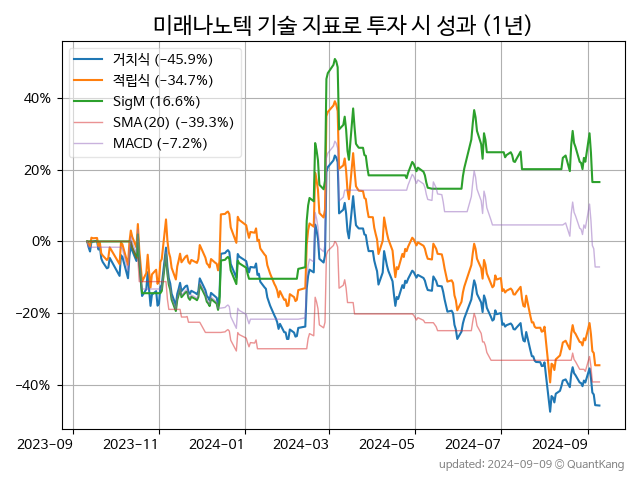 미래나노텍 기술 지표로 투자 시 성과 (1년)
거치식 (−45.9%)
적립식 (−34.7%)
SigM (16.6%)
SMA(20) (−39.3%)
MACD (−7.2%)
40%
20%
0%
−20%
−40%
2023-09 2023-11 2024-01 2024-03 2024-05 2024-07 2024-09
updated: 2024-09-09 © QuantKang